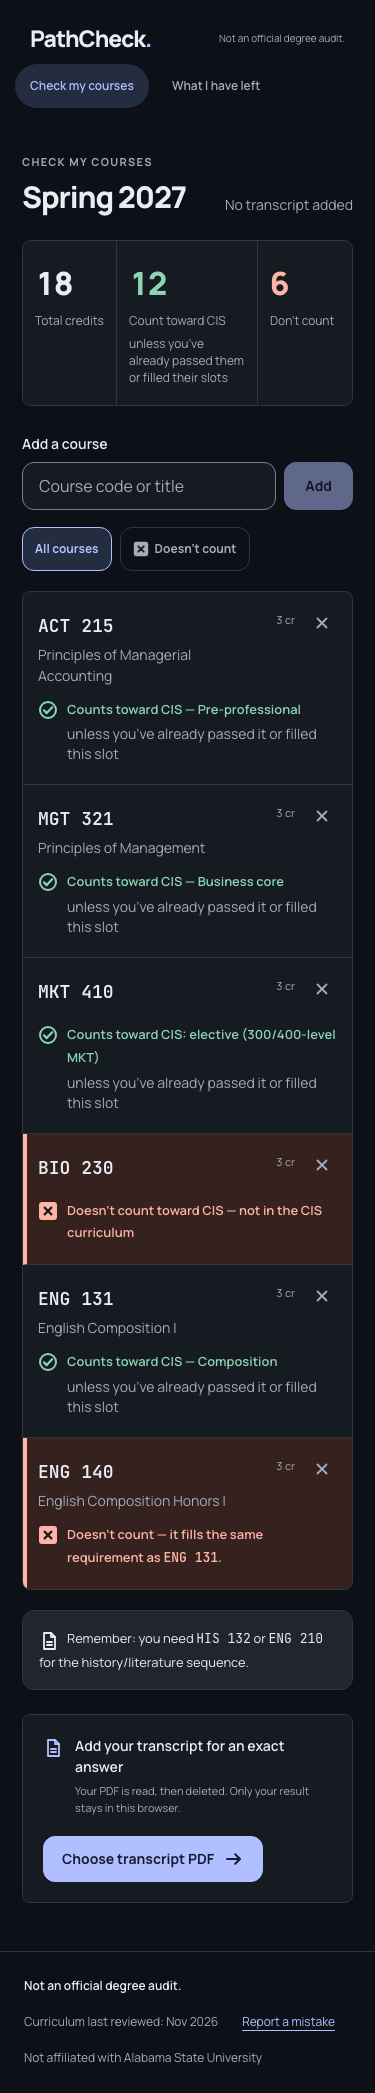 PathCheck.
Not an official degree audit.
Check my courses
What I have left
CHECK MY COURSES
Spring 2027
No transcript added
18
Total credits
12
Count toward CIS
unless you've
already passed them
or filled their slots
6
Don't count
Add a course
Course code or title
Add
All courses
Doesn't count
ACT 215
3 cr
Principles of Managerial
Accounting
Counts toward CIS — Pre-professional
unless you've already passed it or filled
this slot
MGT 321
3 cr
Principles of Management
Counts toward CIS — Business core
unless you've already passed it or filled
this slot
MKT 410
3 cr
Counts toward CIS: elective (300/400-level
MKT)
unless you've already passed it or filled
this slot
BIO 230
3 cr
Doesn't count toward CIS — not in the CIS
curriculum
ENG 131
3 cr
English Composition I
Counts toward CIS — Composition
unless you've already passed it or filled
this slot
ENG 140
3 cr
English Composition Honors I
Doesn't count — it fills the same
requirement as ENG 131.
Remember: you need HIS 132 or ENG 210
for the history/literature sequence.
Add your transcript for an exact
answer
Your PDF is read, then deleted. Only your result
stays in this browser.
Choose transcript PDF
Not an official degree audit.
Curriculum last reviewed: Nov 2026
Report a mistake
Not affiliated with Alabama State University